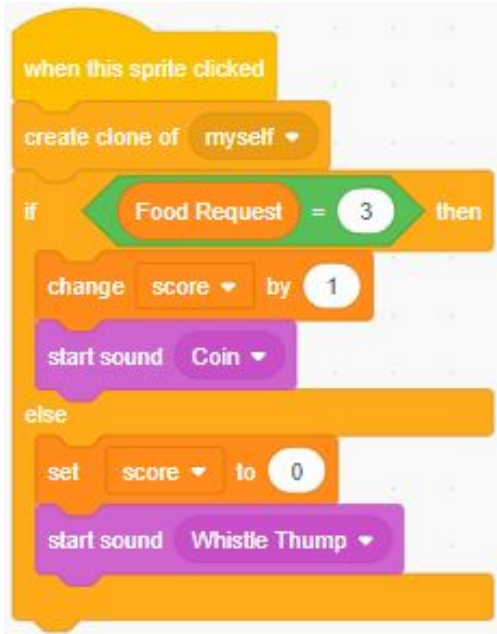 when this sprite clicked
create clone of myself
if Food Request = 3 then
change score by 1
start sound Coin
else
set score to 0
start sound Whistle Thump